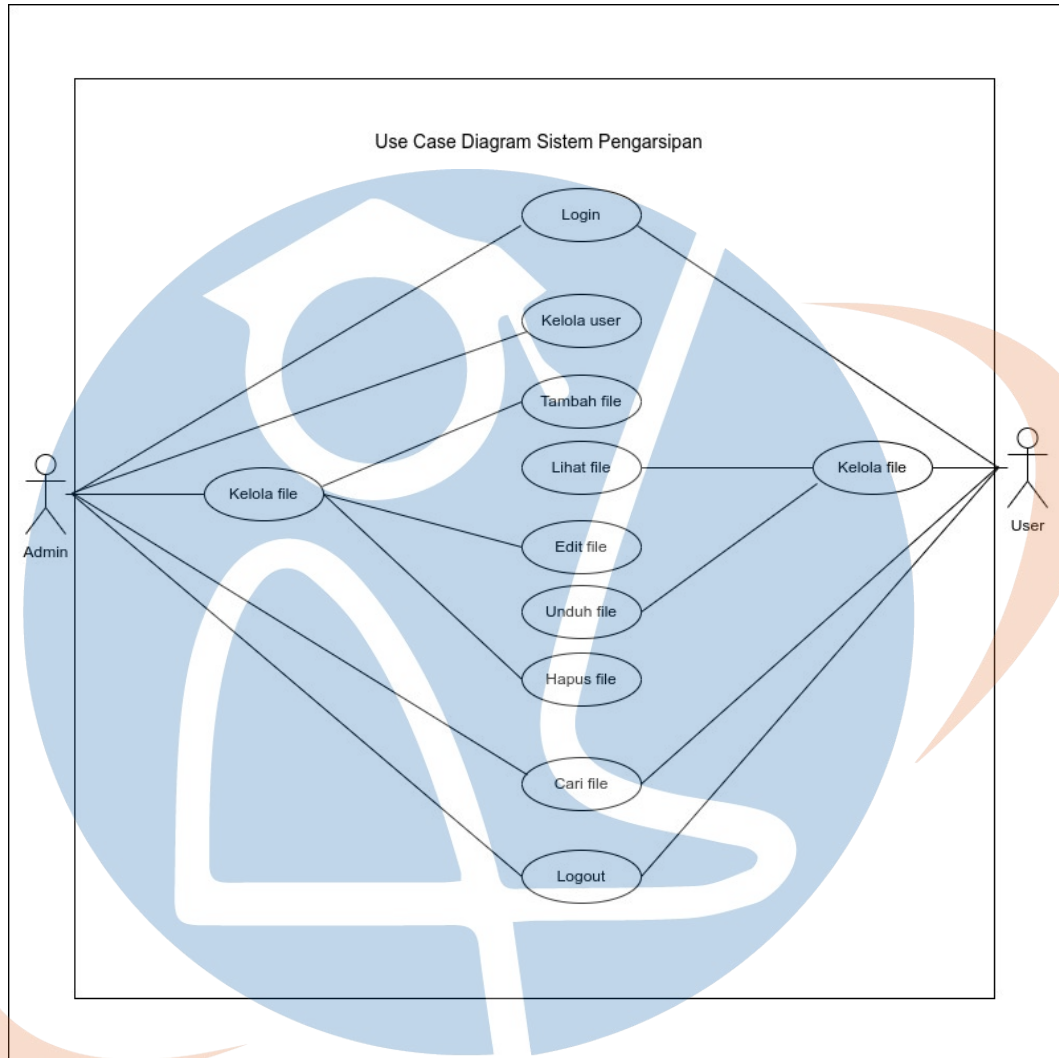 Use Case Diagram Sistem Pengarsipan
Login
Kelola user
Tambah file
Lihat file
Kelola file
Kelola file
Admin
User
Edit file
Unduh file
Hapus file
Cari file
Logout